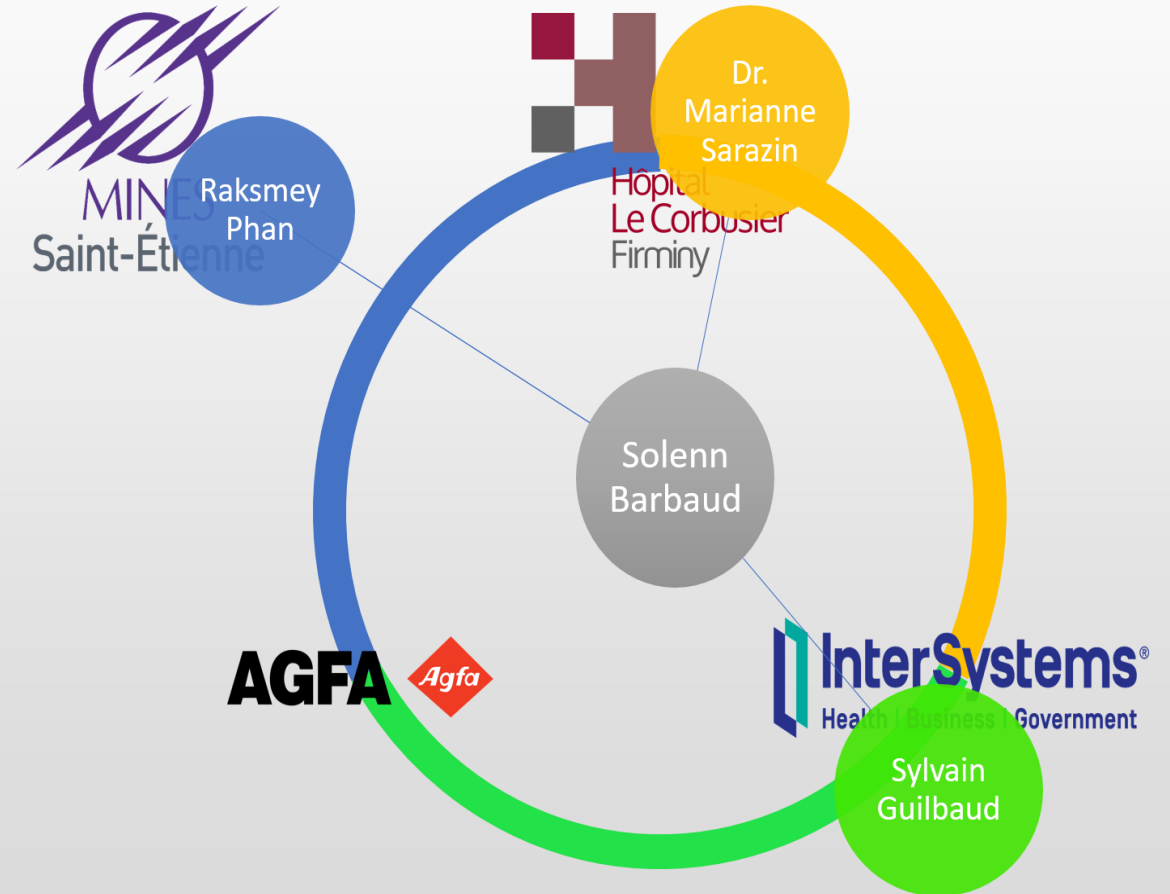 MINES
Saint-Étienne
Raksmey
Phan
Hôpital
Le Corbusier
Firminy
Dr.
Marianne
Sarazin
Solenn
Barbaud
AGFA
Agfa
InterSystems®
Health | Business | Government
Sylvain
Guilbaud